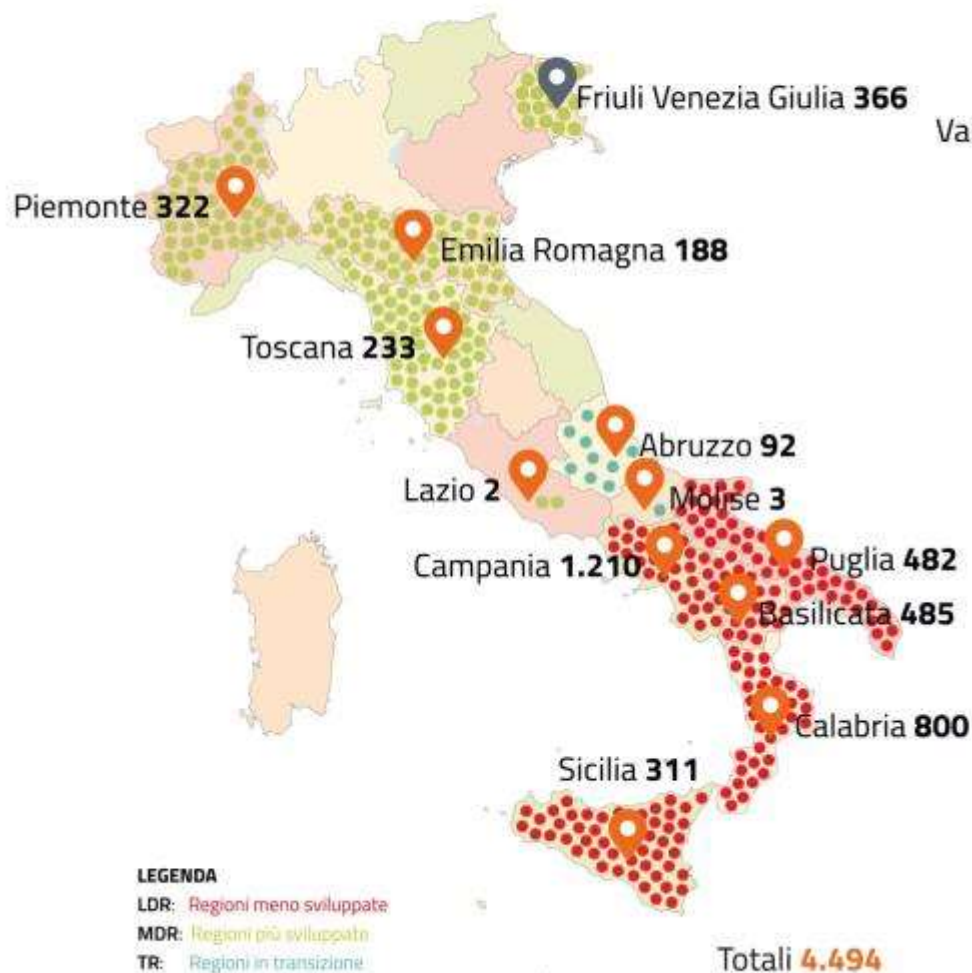 Friuli Venezia Giulia 366
Va
Piemonte 322
Emilia Romagna 188
Toscana 233
Abruzzo 92
Lazio 2
Molise 3
Campania 1.210
Puglia 482
Basilicata 485
Calabria 800
Sicilia 311
LEGENDA
LDR: Regioni meno sviluppate
MDR: Regioni più sviluppate
TR: Regioni in transizione
Totali 4.494